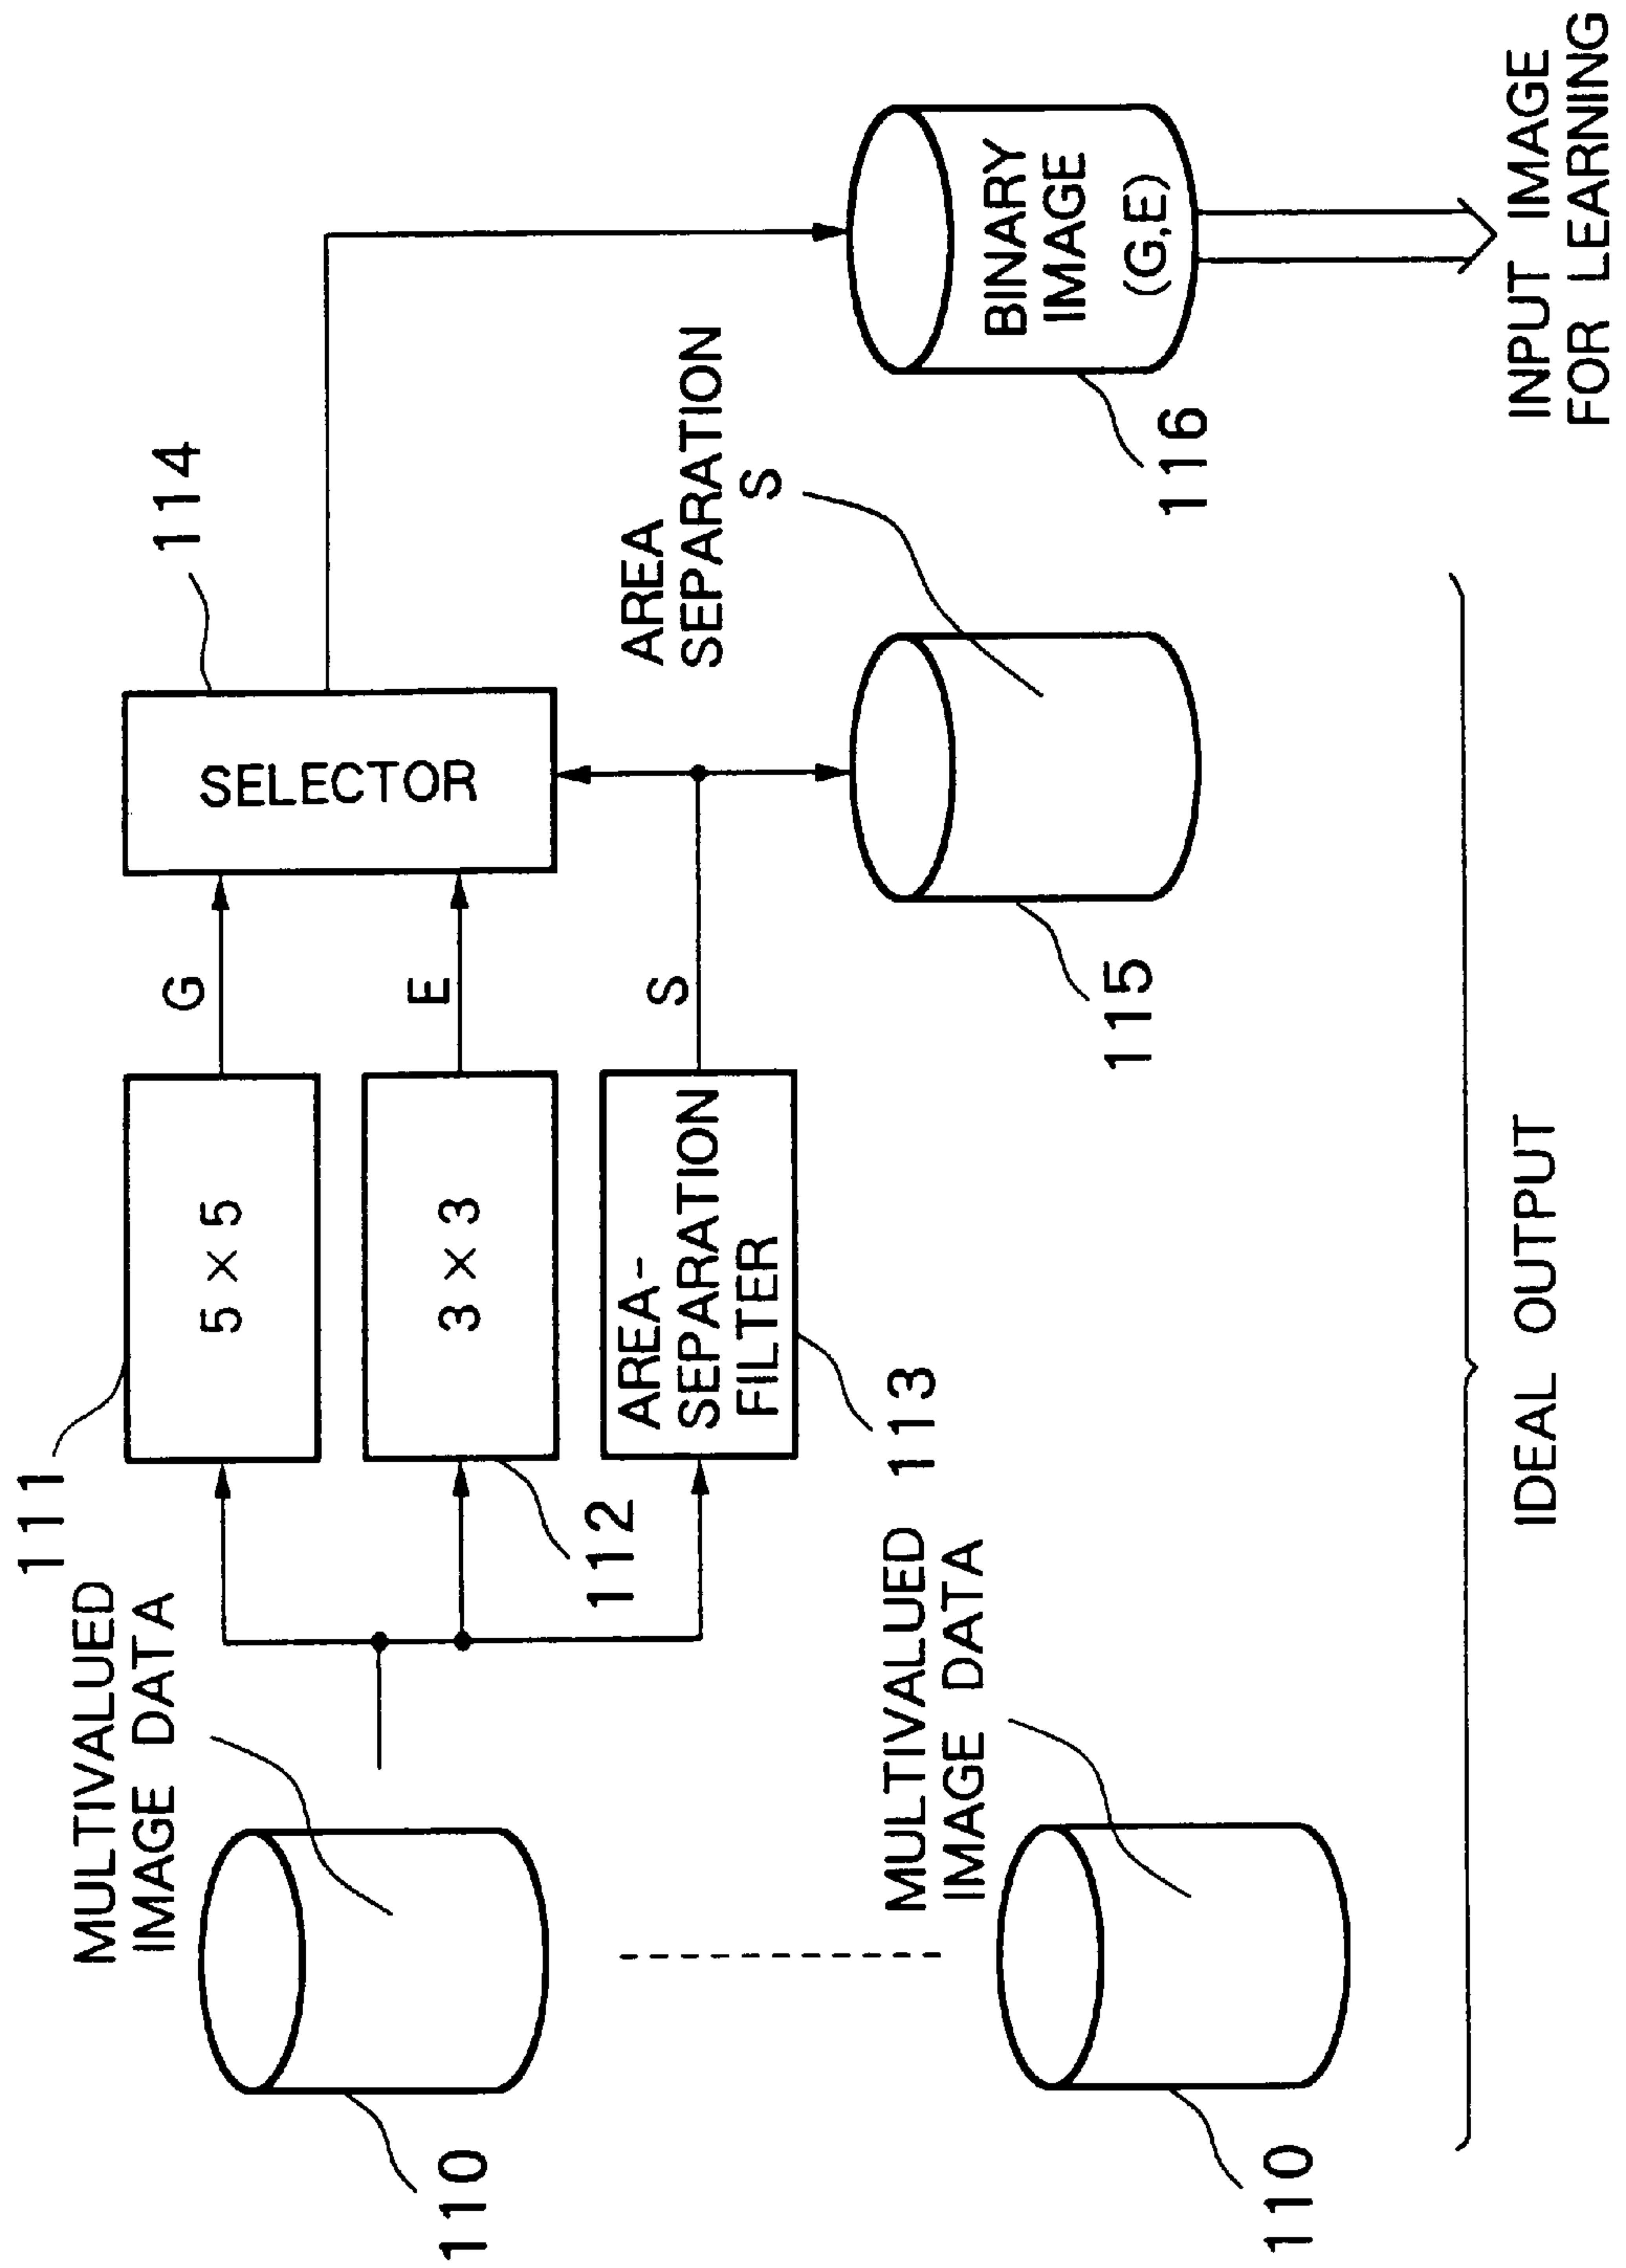 111
MULTIVALUED
IMAGE DATA
110
5 × 5
G
112
3 × 3
E
AREA-
SEPARATION
FILTER
113
S
SELECTOR
114
AREA
SEPARATION
S
115
BINARY
IMAGE
(G,E)
116
MULTIVALUED
IMAGE DATA
110
IDEAL OUTPUT
INPUT IMAGE
FOR LEARNING